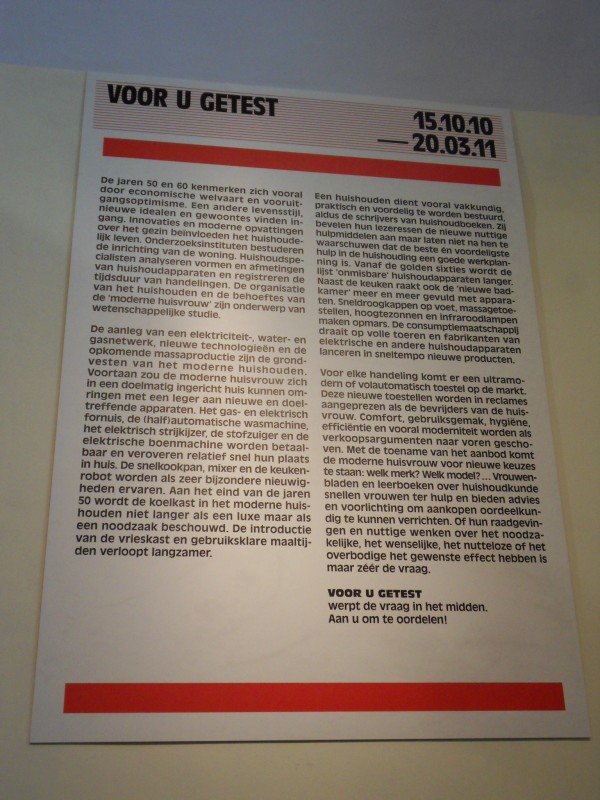 VOOR U GETEST
15.10.10
—20.03.11
De jaren 50 en 60 kenmerken zich vooral
door economische welvaart en vooruit-
gangsoptimisme. Een andere levensstijl,
nieuwe idealen en gewoontes vinden in-
gang. Innovaties en moderne opvattingen
over het gezin beïnvloeden het huishoude-
lijk leven. Onderzoeksinstituten bestuderen
de inrichting van de woning. Huishoudspe-
cialisten analyseren vormen en afmetingen
van huishoudapparaten en registreren de
tijdsduur van handelingen. De organisatie
van het huishouden en de behoeftes van
de ‘moderne huisvrouw’ zijn onderwerp van
wetenschappelijke studie.
De aanleg van een elektriciteit-, water- en
gasnetwerk, nieuwe technologieën en de
opkomende massaproductie zijn de grond-
vesten van het moderne huishouden.
Voortaan zou de moderne huisvrouw zich
in een doelmatig ingericht huis kunnen om-
ringen met een leger aan nieuwe en doel-
treffende apparaten. Het gas- en elektrisch
fornuis, de (half)automatische wasmachine,
het elektrisch strijkijzer, de stofzuiger en de
elektrische boenmachine worden betaal-
baar en veroveren relatief snel hun plaats
in huis. De snelkookpan, mixer en de keuken-
robot worden als zeer bijzondere nieuwig-
heden ervaren. Aan het eind van de jaren
50 wordt de koelkast in het moderne huis-
houden niet langer als een luxe maar als
een noodzaak beschouwd. De introductie
van de vrieskast en gebruiksklare maaltij-
den verloopt langzamer.
Een huishouden dient vooral vakkundig,
praktisch en voordelig te worden bestuurd,
aldus de schrijvers van huishoudboeken. Zij
bevelen hun lezeressen de nieuwe nuttige
hulpmiddelen aan maar laten niet na hen te
waarschuwen dat de beste én voordeligste
hulp in de huishouding een goede werkplan-
ning is. Vanaf de golden sixties wordt de
lijst ‘onmisbare’ huishoudapparaten langer.
Naast de keuken raakt ook de ‘nieuwe bad-
kamer’ meer en meer gevuld met appara-
ten. Sneldroogkappen op voet, massagetoe-
stellen, hoogtezonnen en infraroodlampen
maken opmars. De consumptiemaatschappij
draait op volle toeren en fabrikanten van
elektrische en andere huishoudapparaten
lanceren in sneltempo nieuwe producten.
Voor elke handeling komt er een ultramo-
dern of volautomatisch toestel op de markt.
Deze nieuwe toestellen worden in reclames
aangeprezen als de bevrijders van de huis-
vrouw. Comfort, gebruiksgemak, hygiëne,
efficiëntie en vooral moderniteit worden als
verkoopsargumenten naar voren gescho-
ven. Met de toename van het aanbod komt
de moderne huisvrouw voor nieuwe keuzes
te staan: welk merk? Welk model? ... Vrouwen-
bladen en leerboeken over huishoudkunde
snellen vrouwen ter hulp en bieden advies
en voorlichting om aankopen oordeelkun-
dig te kunnen verrichten. Of hun raadgevin-
gen en nuttige wenken over het noodza-
kelijke, het wenselijke, het nutteloze of het
overbodige het gewenste effect hebben is
maar zéér de vraag.
VOOR U GETEST
werpt de vraag in het midden.
Aan u om te oordelen!